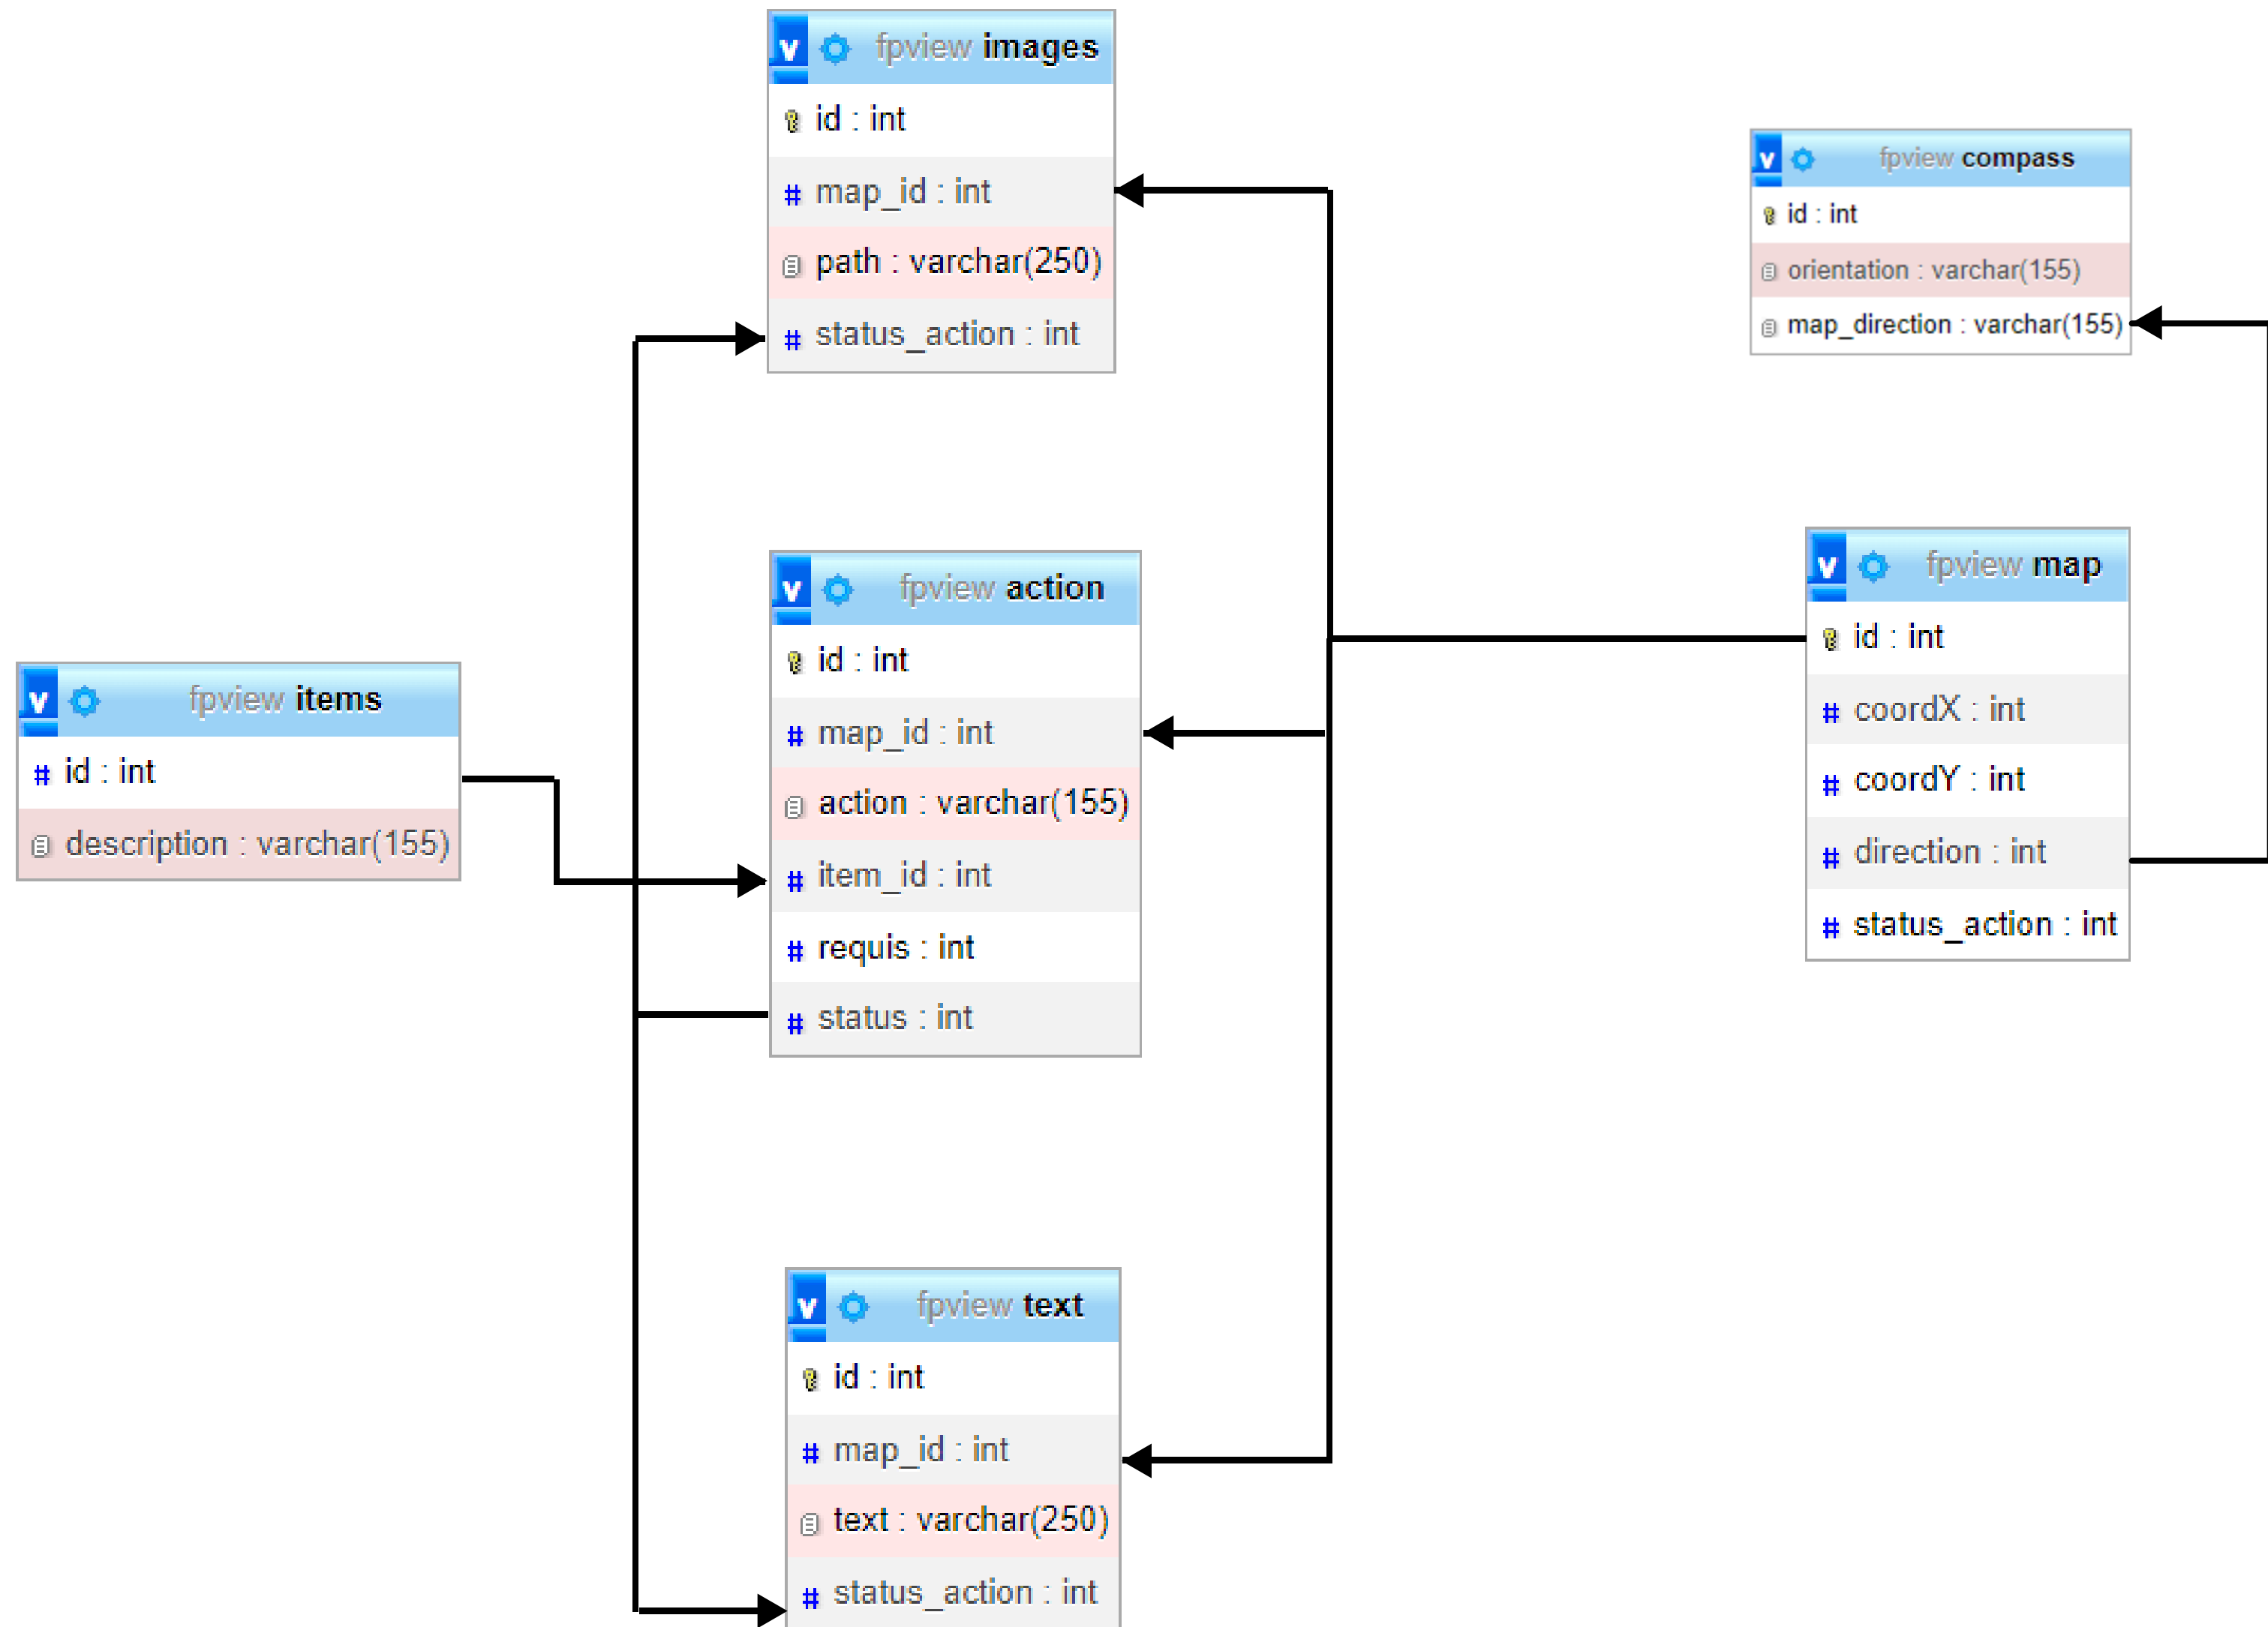 fpview images
id : int
map_id : int
path : varchar(250)
status_action : int
fpview compass
id : int
orientation : varchar(155)
map_direction : varchar(155)
fpview action
id : int
map_id : int
action : varchar(155)
item_id : int
requis : int
status : int
fpview map
id : int
coordX : int
coordY : int
direction : int
status_action : int
fpview items
id : int
description : varchar(155)
fpview text
id : int
map_id : int
text : varchar(250)
status_action : int